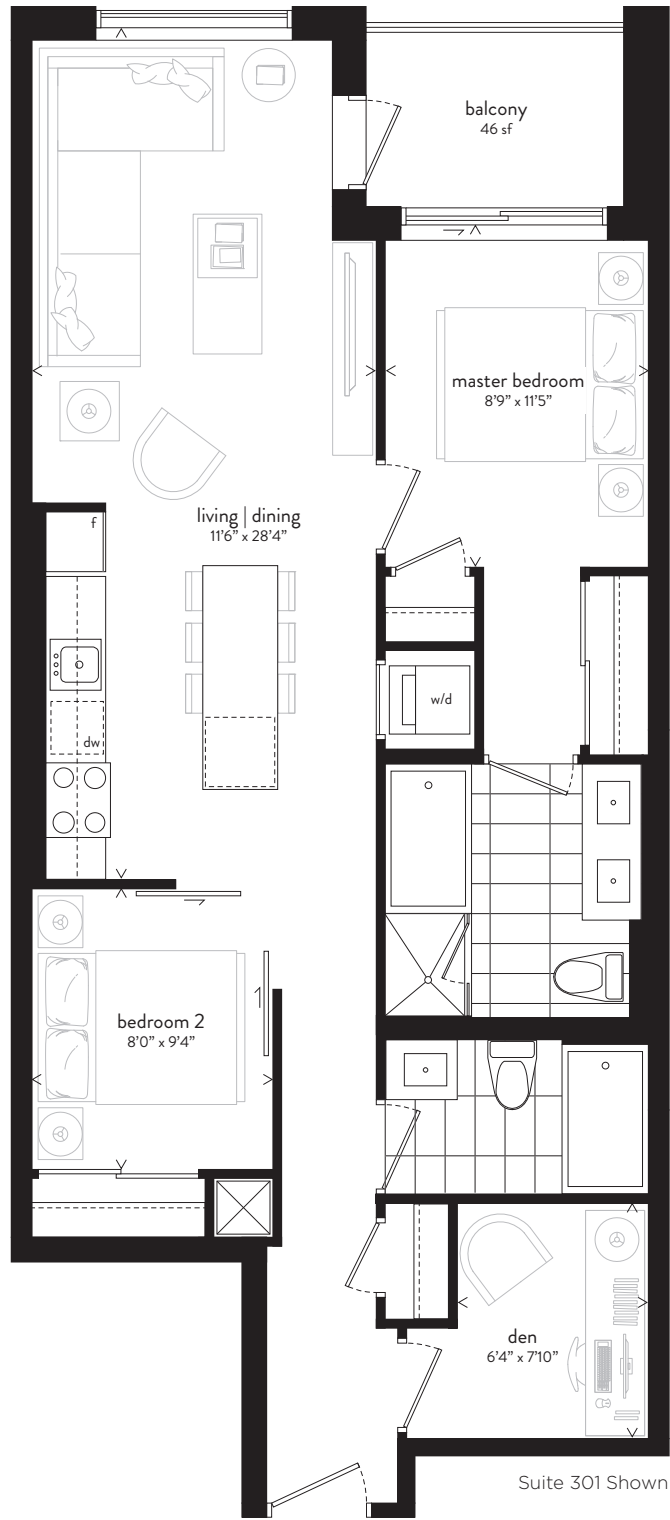 balcony
46 sf
master bedroom
8’9” x 11’5”
f
living | dining
11’6” x 28’4”
w/d
dw
bedroom 2
8’0” x 9’4”
den
6’4” x 7’10”
Suite 301 Shown